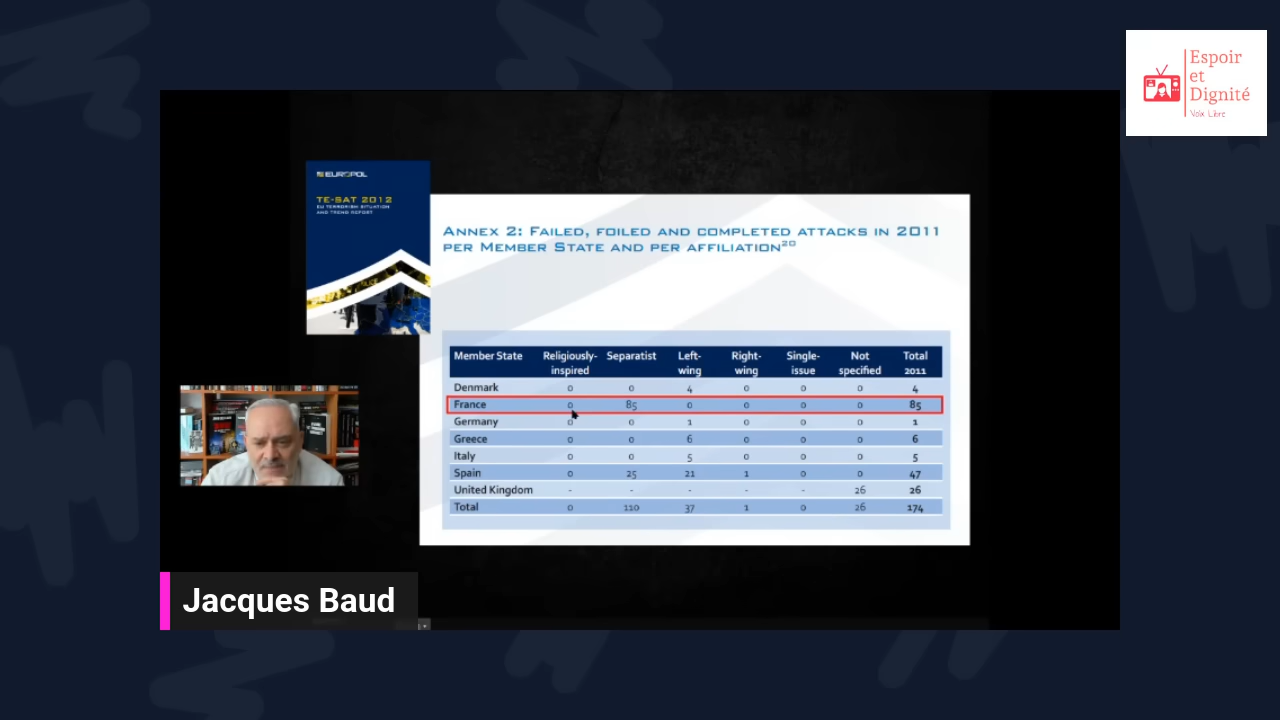 Espoir
et
Dignité
Voix Libre
EUROPOL
TE-SAT 2012
EU TERRORISM SITUATION
AND TREND REPORT
Annex 2: Failed, foiled and completed attacks in 2011
per Member State and per affiliation20
Member State Religiously-inspired Separatist Left-wing Right-wing Single-issue Not specified Total 2011
Denmark 0 0 4 0 0 0 4
France 0 85 0 0 0 0 85
Germany 0 0 1 0 0 0 1
Greece 0 0 6 0 0 0 6
Italy 0 0 5 0 0 0 5
Spain 0 25 21 1 0 0 47
United Kingdom - - - - - 26 26
Total 0 110 37 1 0 26 174
Jacques Baud